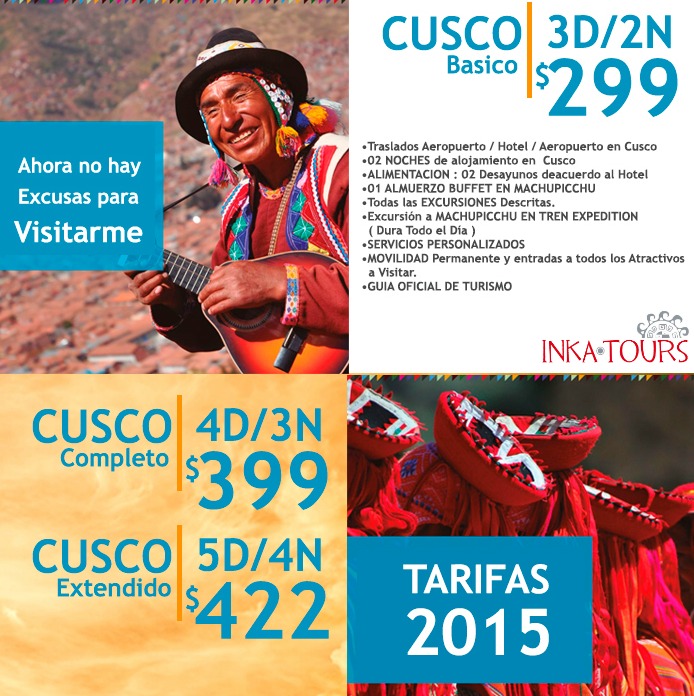 Ahora no hay
Excusas para
Visitarme
CUSCO
Basico
3D/2N
$299
•Traslados Aeropuerto / Hotel / Aeropuerto en Cusco
•02 NOCHES de alojamiento en Cusco
•ALIMENTACION : 02 Desayunos deacuerdo al Hotel
•01 ALMUERZO BUFFET EN MACHUPICCHU
•Todas las EXCURSIONES Descritas.
•Excursión a MACHUPICCHU EN TREN EXPEDITION
( Dura Todo el Día )
•SERVICIOS PERSONALIZADOS
•MOVILIDAD Permanente y entradas a todos los Atractivos
a Visitar.
•GUIA OFICIAL DE TURISMO
INKA TOURS
CUSCO
Completo
4D/3N
$399
CUSCO
Extendido
5D/4N
$422
TARIFAS
2015